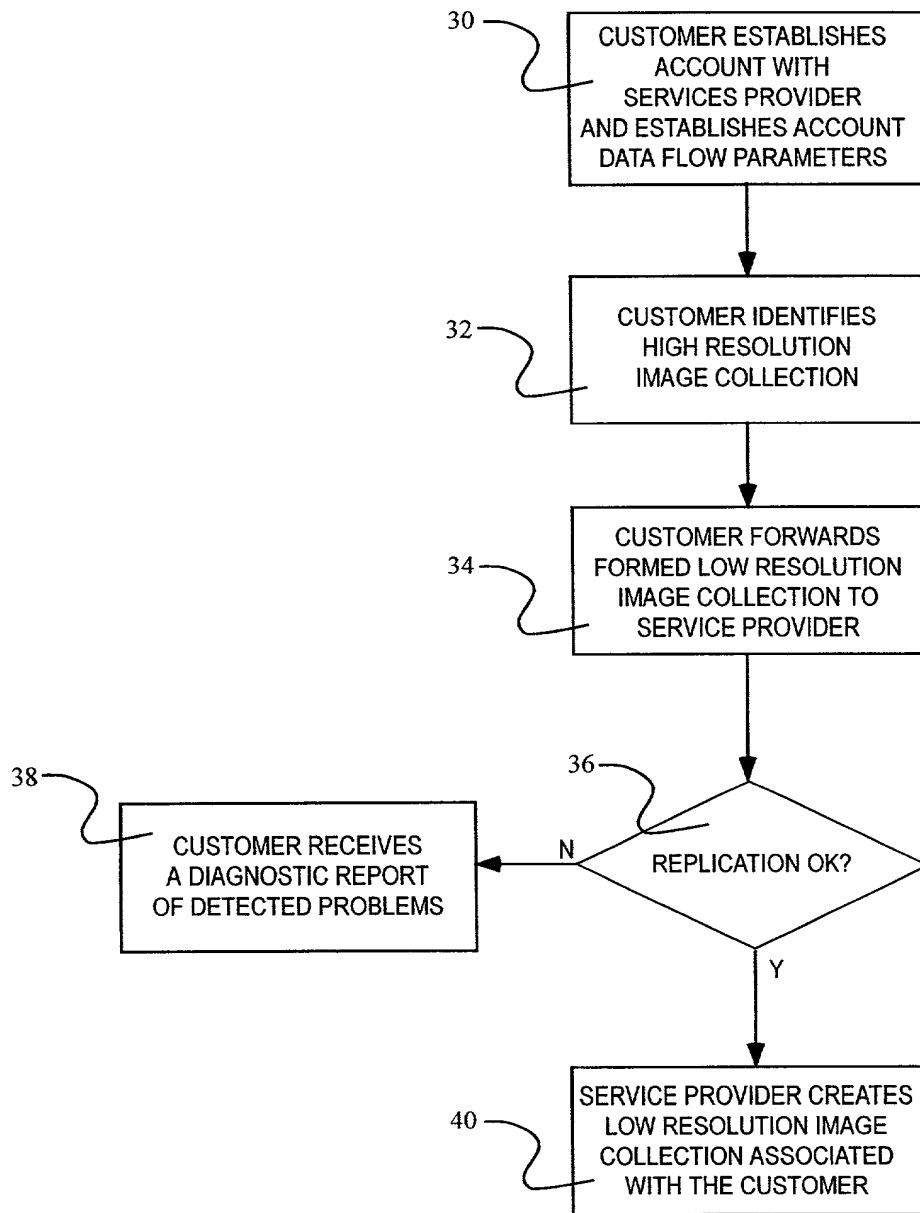 30
CUSTOMER ESTABLISHES
ACCOUNT WITH
SERVICES PROVIDER
AND ESTABLISHES ACCOUNT
DATA FLOW PARAMETERS
32
CUSTOMER IDENTIFIES
HIGH RESOLUTION
IMAGE COLLECTION
34
CUSTOMER FORWARDS
FORMED LOW RESOLUTION
IMAGE COLLECTION TO
SERVICE PROVIDER
36
REPLICATION OK?
N
38
CUSTOMER RECEIVES
A DIAGNOSTIC REPORT
OF DETECTED PROBLEMS
Y
40
SERVICE PROVIDER CREATES
LOW RESOLUTION IMAGE
COLLECTION ASSOCIATED
WITH THE CUSTOMER